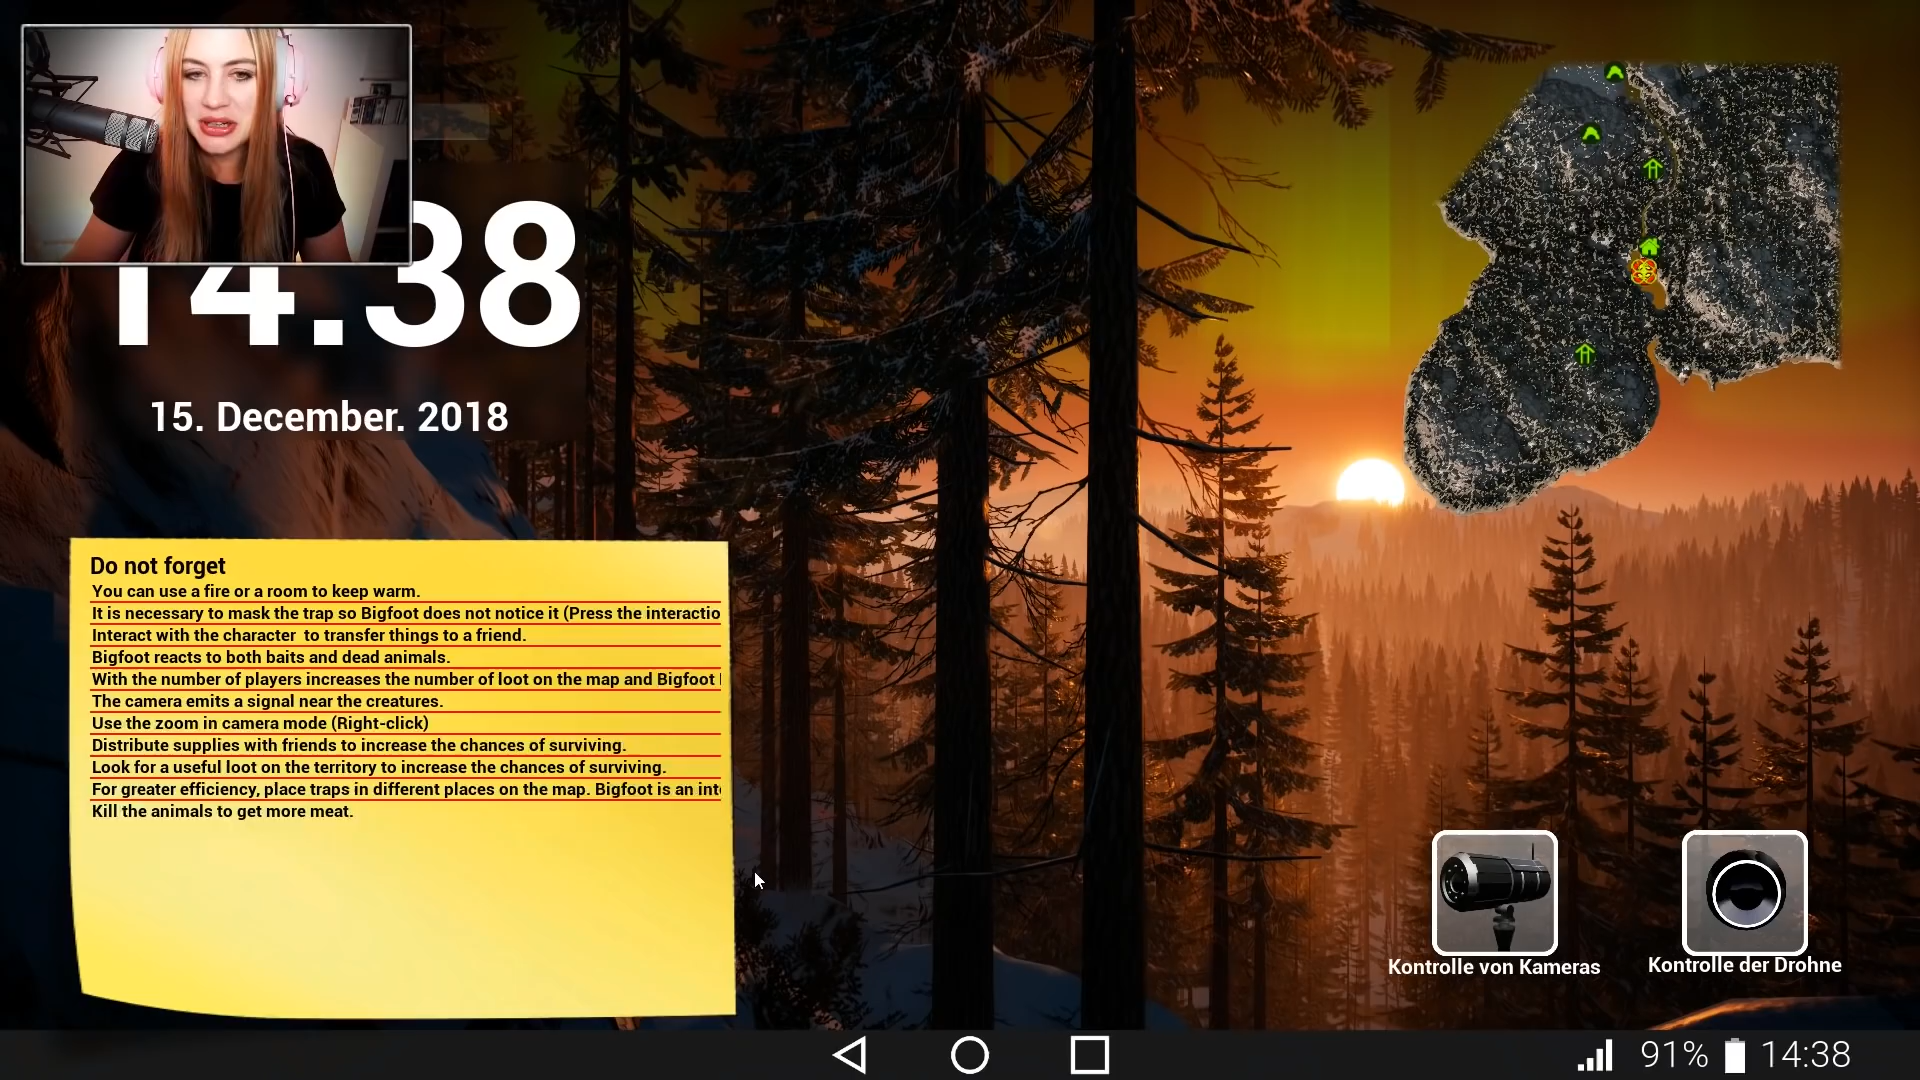 14.38
15. December. 2018
Do not forget
You can use a fire or a room to keep warm.
It is necessary to mask the trap so Bigfoot does not notice it (Press the interactio
Interact with the character to transfer things to a friend.
Bigfoot reacts to both baits and dead animals.
With the number of players increases the number of loot on the map and Bigfoot
The camera emits a signal near the creatures.
Use the zoom in camera mode (Right-click)
Distribute supplies with friends to increase the chances of surviving.
Look for a useful loot on the territory to increase the chances of surviving.
For greater efficiency, place traps in different places on the map. Bigfoot is an int
Kill the animals to get more meat.
Kontrolle von Kameras
Kontrolle der Drohne
91% 14:38